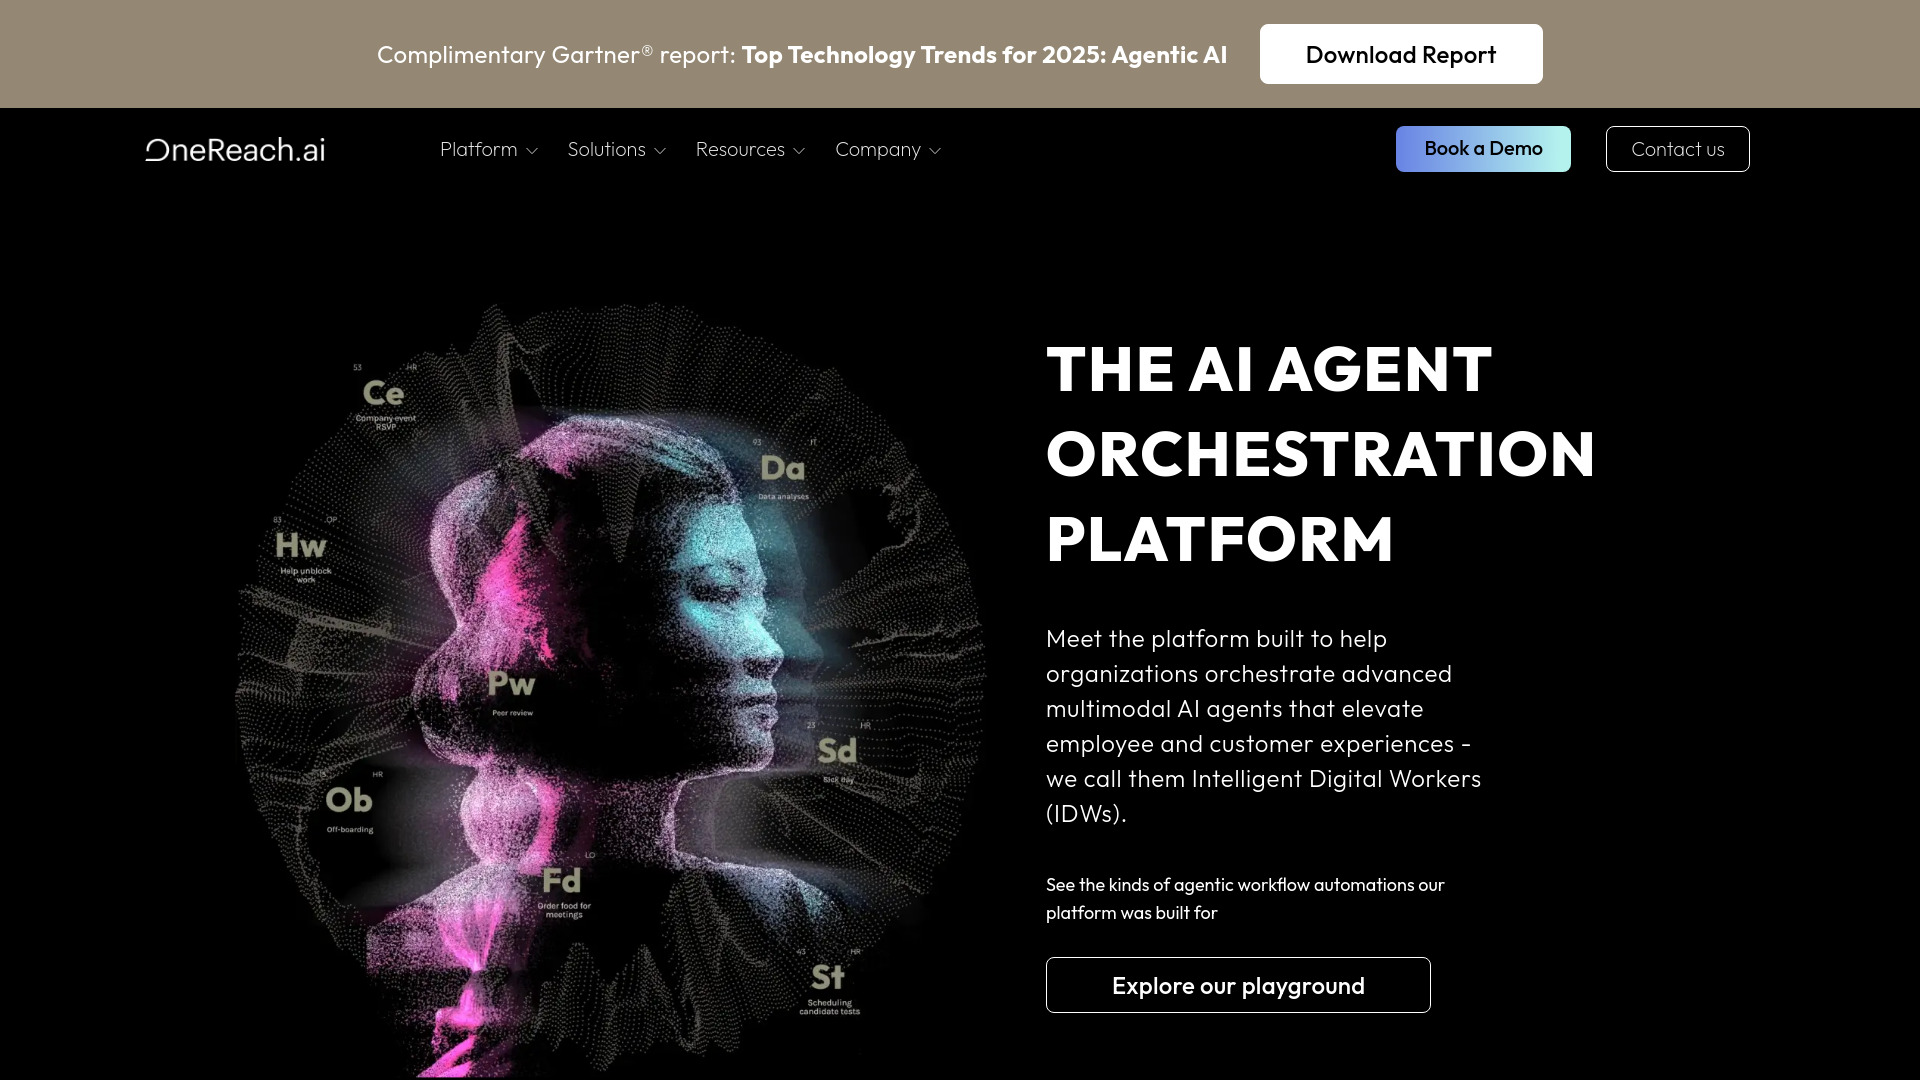 Complimentary Gartner® report: Top Technology Trends for 2025: Agentic AI
Download Report
OneReach.ai
Platform
Solutions
Resources
Company
Book a Demo
Contact us
THE AI AGENT
ORCHESTRATION
PLATFORM
Meet the platform built to help
organizations orchestrate advanced
multimodal AI agents that elevate
employee and customer experiences -
we call them Intelligent Digital Workers
(IDWs).
See the kinds of agentic workflow automations our
platform was built for
Explore our playground
53 HR
Ce
Company event
RSVP
93 IT
Da
Data analyses
83 OP
Hw
Help unblock
work
Pw
Peer review
23 HR
Sd
Sick day
HR
Ob
Off-boarding
LO
Fd
Order food for
meetings
43 HR
St
Scheduling
candidate tests